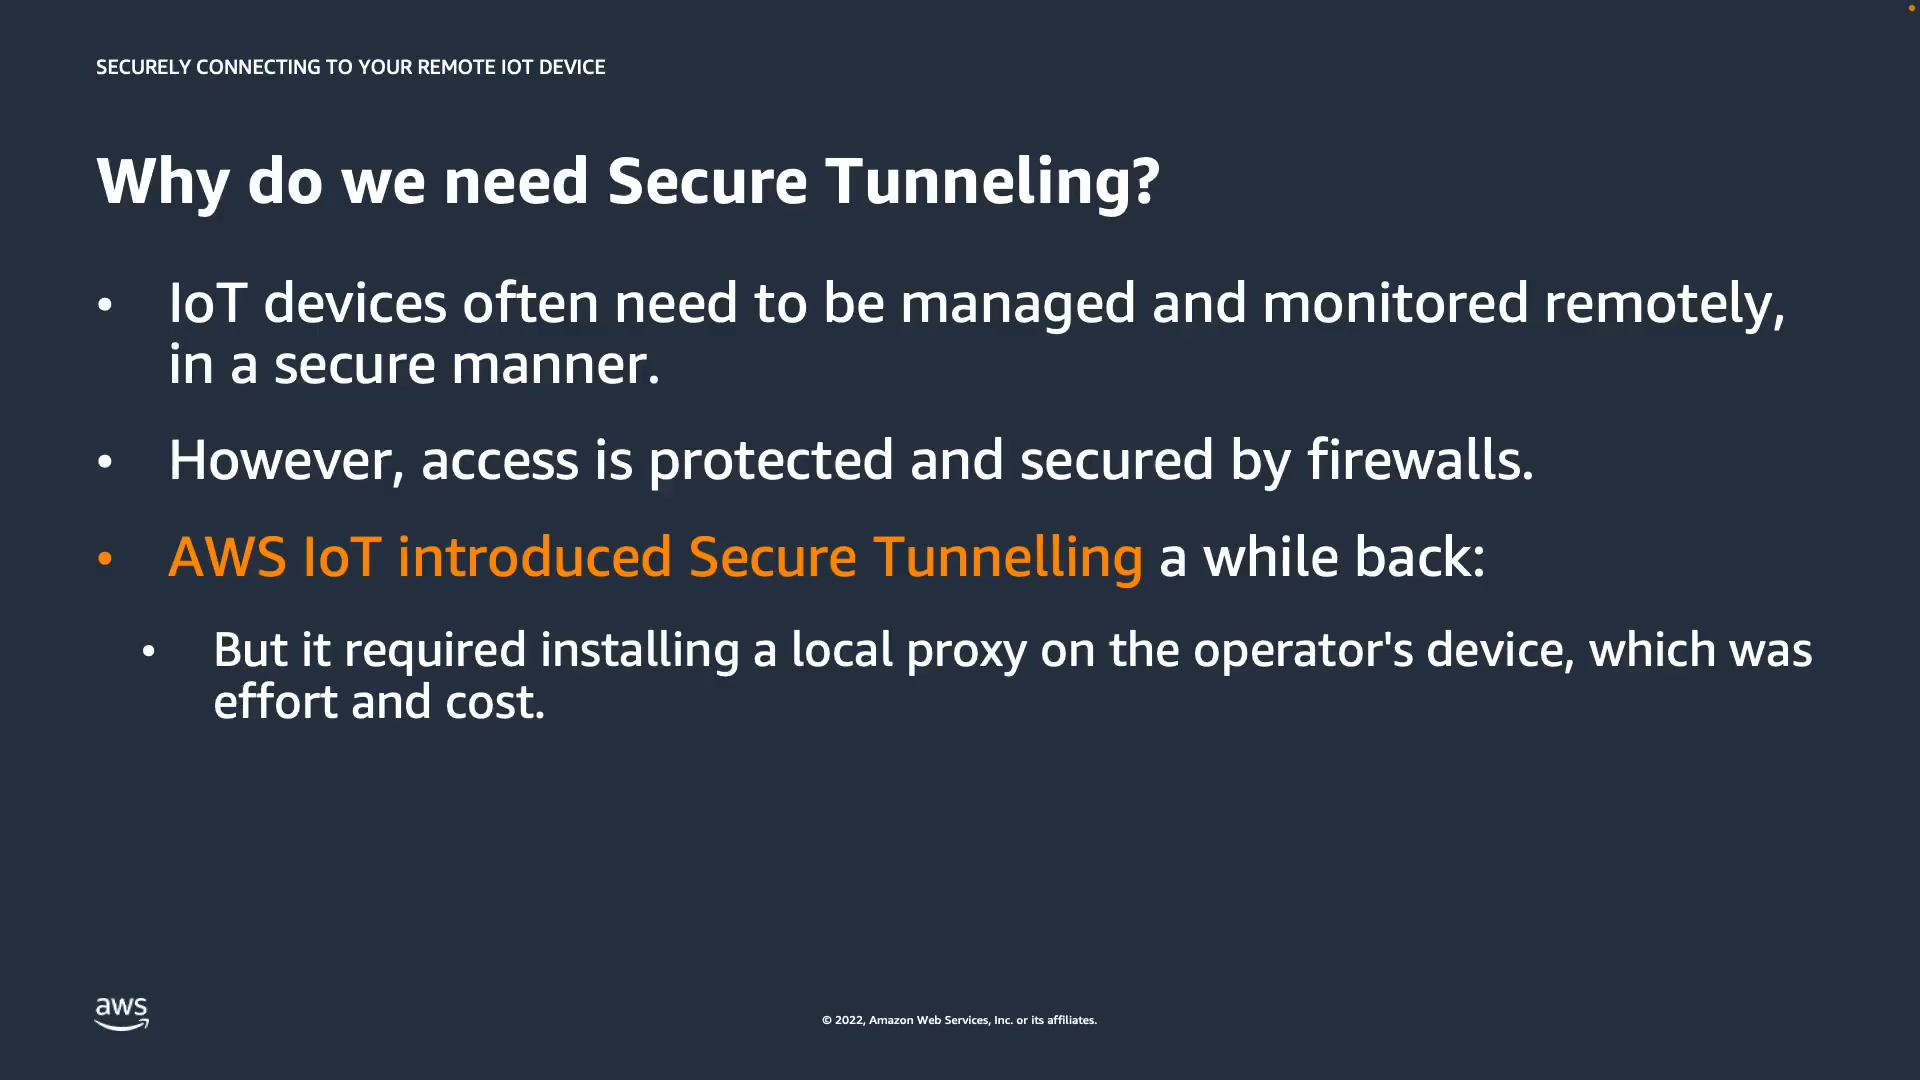 SECURELY CONNECTING TO YOUR REMOTE IOT DEVICE
Why do we need Secure Tunneling?
• IoT devices often need to be managed and monitored remotely,
in a secure manner.
• However, access is protected and secured by firewalls.
• AWS IoT introduced Secure Tunnelling a while back:
• But it required installing a local proxy on the operator's device, which was
effort and cost.
aws
© 2022, Amazon Web Services, Inc. or its affiliates.